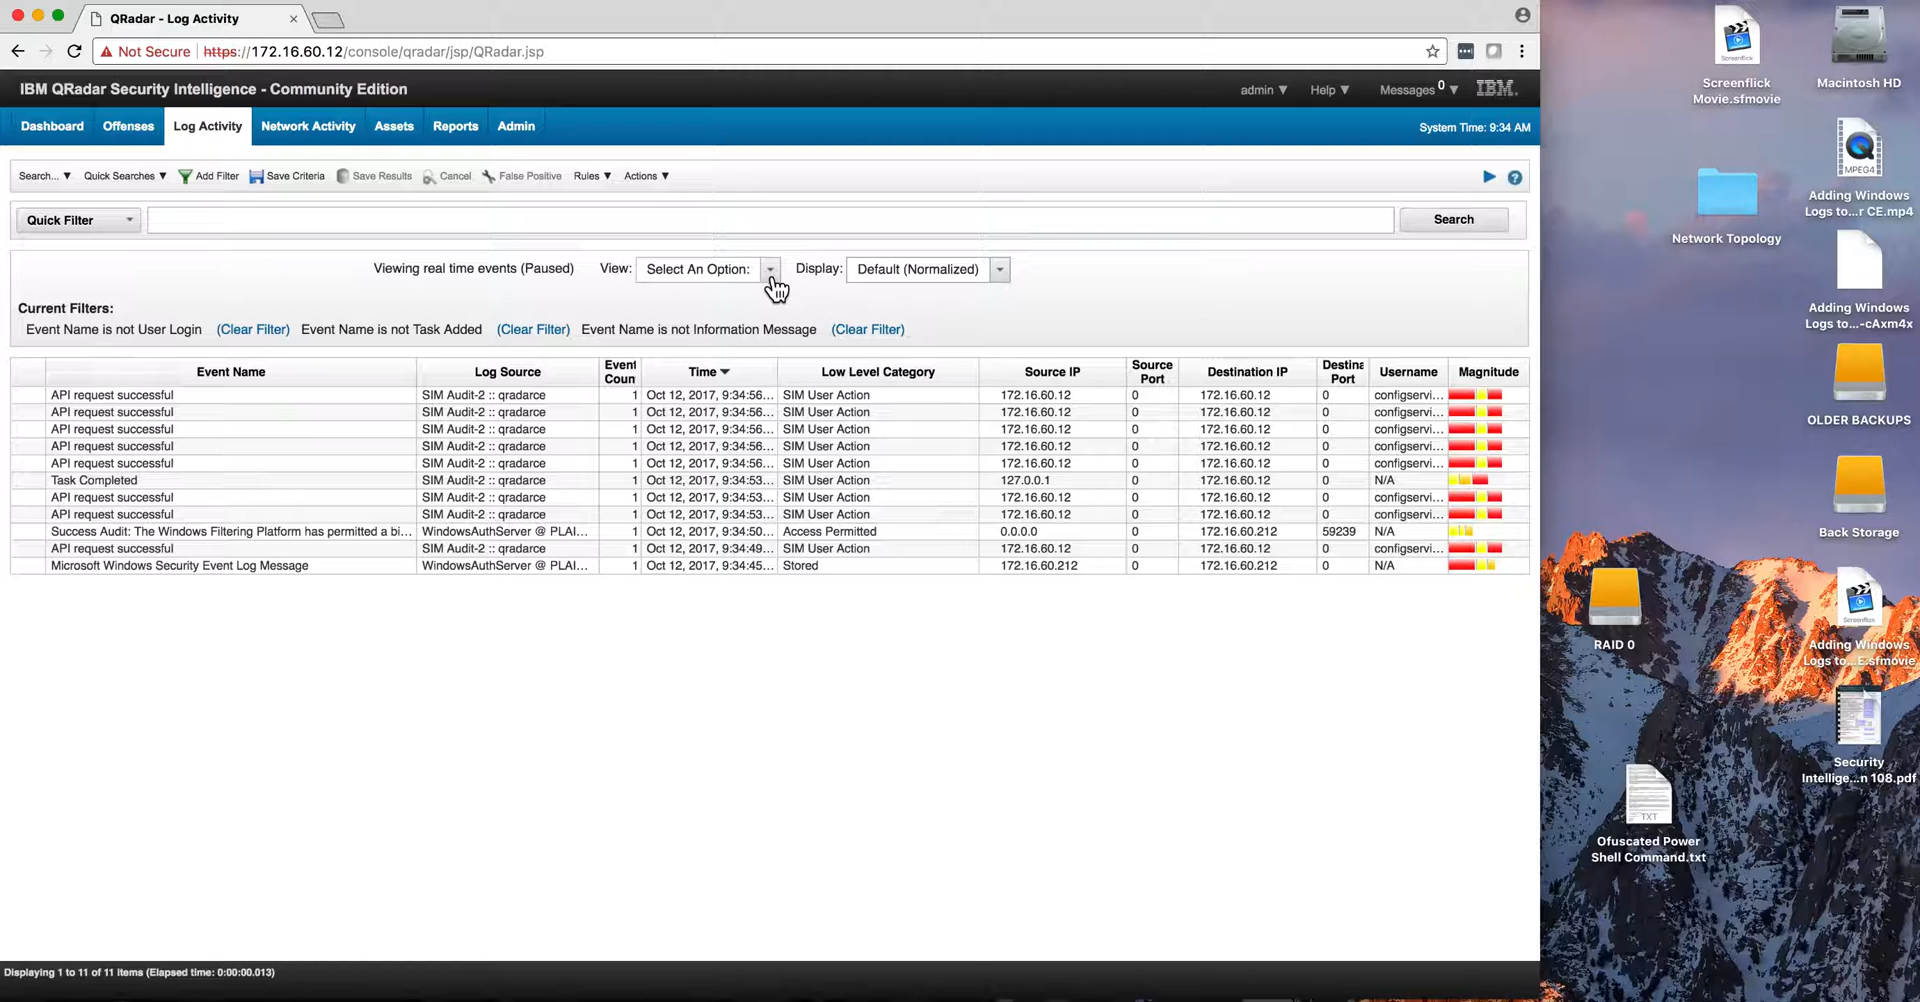 QRadar - Log Activity
Not Secure https://172.16.60.12/console/qradar/jsp/QRadar.jsp
IBM QRadar Security Intelligence - Community Edition
admin ▼ Help ▼ Messages 0 ▼ IBM.
Dashboard Offenses Log Activity Network Activity Assets Reports Admin
System Time: 9:34 AM
Search... ▼ Quick Searches ▼ Add Filter Save Criteria Save Results Cancel False Positive Rules ▼ Actions ▼
Quick Filter Search
Viewing real time events (Paused) View: Select An Option: Display: Default (Normalized)
Current Filters:
Event Name is not User Login (Clear Filter) Event Name is not Task Added (Clear Filter) Event Name is not Information Message (Clear Filter)
Event Name Log Source Event Coun Time ▼ Low Level Category Source IP Source Port Destination IP Destina Port Username Magnitude
API request successful SIM Audit-2 :: qradarce 1 Oct 12, 2017, 9:34:56... SIM User Action 172.16.60.12 0 172.16.60.12 0 configservi...
API request successful SIM Audit-2 :: qradarce 1 Oct 12, 2017, 9:34:56... SIM User Action 172.16.60.12 0 172.16.60.12 0 configservi...
API request successful SIM Audit-2 :: qradarce 1 Oct 12, 2017, 9:34:56... SIM User Action 172.16.60.12 0 172.16.60.12 0 configservi...
API request successful SIM Audit-2 :: qradarce 1 Oct 12, 2017, 9:34:56... SIM User Action 172.16.60.12 0 172.16.60.12 0 configservi...
API request successful SIM Audit-2 :: qradarce 1 Oct 12, 2017, 9:34:56... SIM User Action 172.16.60.12 0 172.16.60.12 0 configservi...
Task Completed SIM Audit-2 :: qradarce 1 Oct 12, 2017, 9:34:53... SIM User Action 127.0.0.1 0 172.16.60.12 0 N/A
API request successful SIM Audit-2 :: qradarce 1 Oct 12, 2017, 9:34:53... SIM User Action 172.16.60.12 0 172.16.60.12 0 configservi...
API request successful SIM Audit-2 :: qradarce 1 Oct 12, 2017, 9:34:53... SIM User Action 172.16.60.12 0 172.16.60.12 0 configservi...
Success Audit: The Windows Filtering Platform has permitted a bi... WindowsAuthServer @ PLAI... 1 Oct 12, 2017, 9:34:50... Access Permitted 0.0.0.0 0 172.16.60.212 59239 N/A
API request successful SIM Audit-2 :: qradarce 1 Oct 12, 2017, 9:34:49... SIM User Action 172.16.60.12 0 172.16.60.12 0 configservi...
Microsoft Windows Security Event Log Message WindowsAuthServer @ PLAI... 1 Oct 12, 2017, 9:34:45... Stored 172.16.60.212 0 172.16.60.212 0 N/A
Displaying 1 to 11 of 11 items (Elapsed time: 0:00:00.013)
Screenflick
Screenflick
Movie.sfmovie
Macintosh HD
MPEG4
Adding Windows
Logs to...r CE.mp4
Network Topology
Adding Windows
Logs to...-cAxm4x
OLDER BACKUPS
Back Storage
RAID 0
Screenflick
Adding Windows
Logs to...E.sfmovie
Security
Intellige...n 108.pdf
TXT
Ofuscated Power
Shell Command.txt